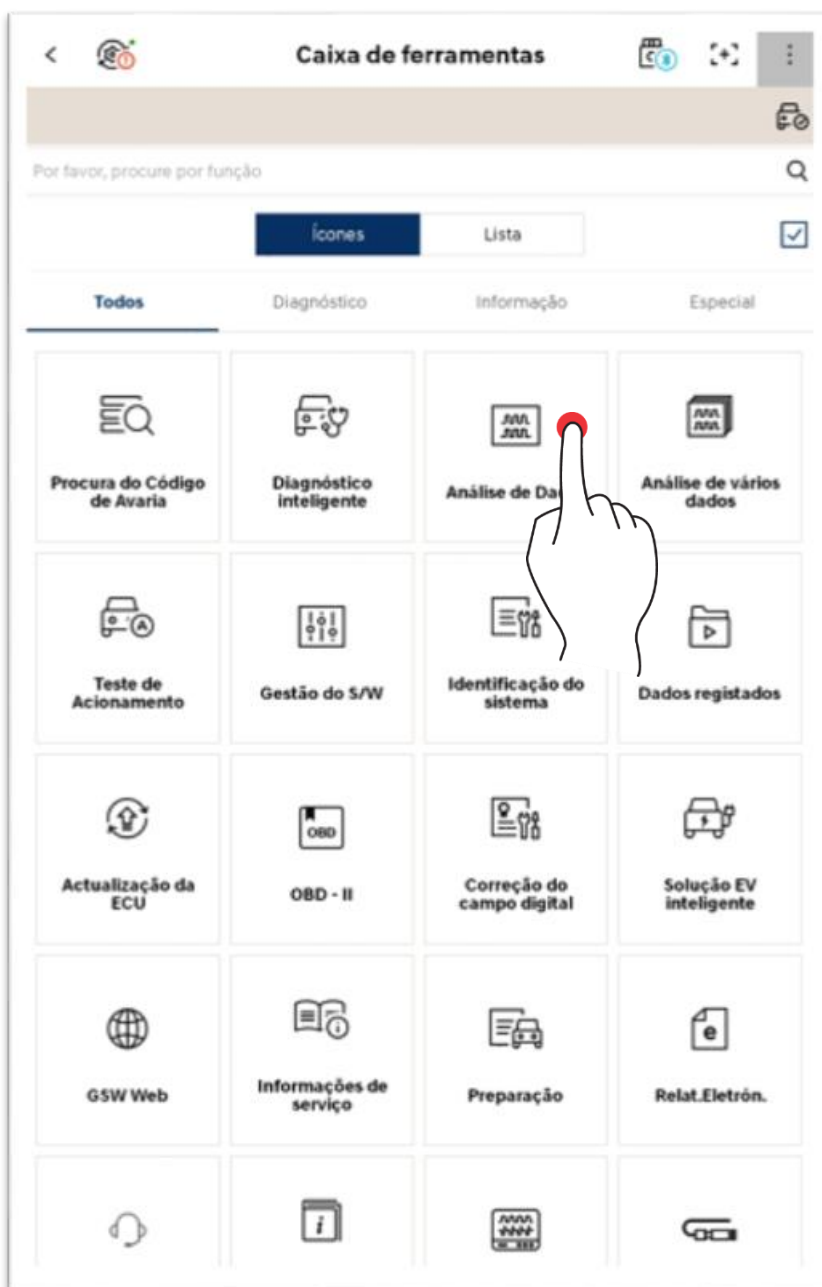 Caixa de ferramentas
Por favor, procure por função
Ícones Lista
Todos Diagnóstico Informação Especial
Procura do Código
de Avaria
Diagnóstico
inteligente
Análise de Da
Análise de vários
dados
Teste de
Acionamento
Gestão do S/W
Identificação do
sistema
Dados registados
Actualização da
ECU
OBD
OBD - II
Correção do
campo digital
Solução EV
inteligente
GSW Web
Informações de
serviço
Preparação
e
Relat.Eletrón.
i